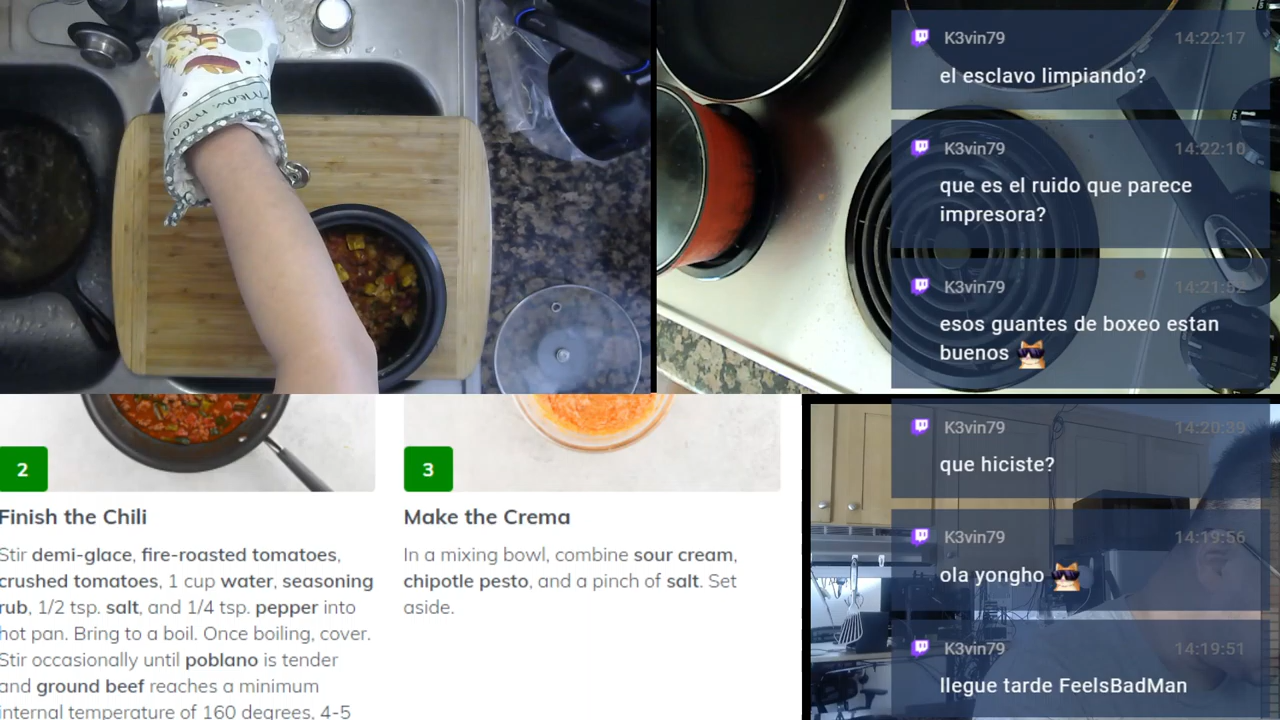 Meow, meow
K3vin79 14:22:17
el esclavo limpiando?
K3vin79 14:22:10
que es el ruido que parece
impresora?
K3vin79
esos guantes de boxeo estan
buenos
K3vin79 14:20:39
que hiciste?
K3vin79 14:19:56
ola yongho
K3vin79 14:19:51
llegue tarde FeelsBadMan
2
Finish the Chili
Stir demi-glace, fire-roasted tomatoes,
crushed tomatoes, 1 cup water, seasoning
rub, 1/2 tsp. salt, and 1/4 tsp. pepper into
hot pan. Bring to a boil. Once boiling, cover.
Stir occasionally until poblano is tender
and ground beef reaches a minimum
internal temperature of 160 degrees, 4-5
3
Make the Crema
In a mixing bowl, combine sour cream,
chipotle pesto, and a pinch of salt. Set
aside.